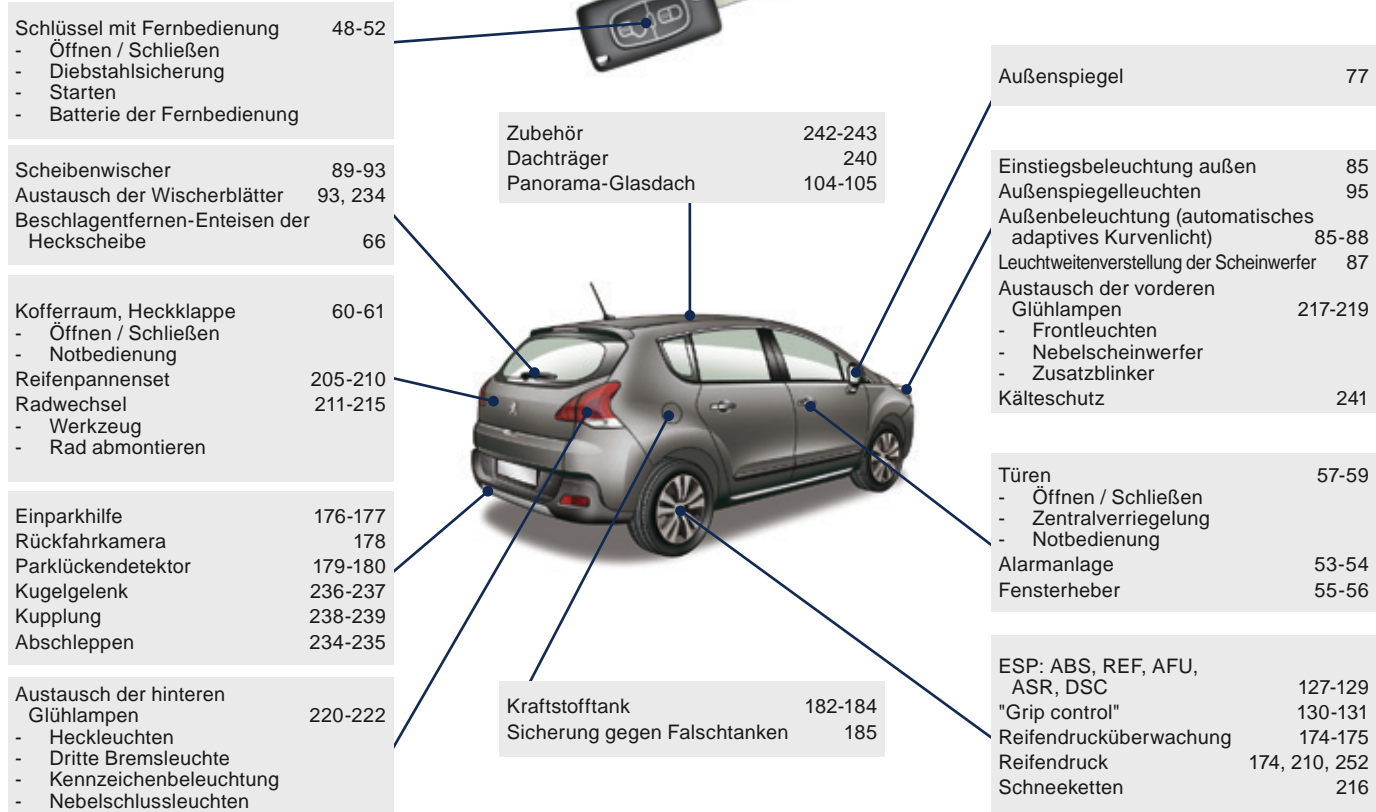 Schlüssel mit Fernbedienung 48-52
- Öffnen / Schließen
- Diebstahlsicherung
- Starten
- Batterie der Fernbedienung
Scheibenwischer 89-93
Austausch der Wischerblätter 93, 234
Beschlagentfernen-Enteisen der
Heckscheibe 66
Kofferraum, Heckklappe 60-61
- Öffnen / Schließen
- Notbedienung
Reifenpannenset 205-210
Radwechsel 211-215
- Werkzeug
- Rad abmontieren
Einparkhilfe 176-177
Rückfahrkamera 178
Parklückendetektor 179-180
Kugelgelenk 236-237
Kupplung 238-239
Abschleppen 234-235
Austausch der hinteren
Glühlampen 220-222
- Heckleuchten
- Dritte Bremsleuchte
- Kennzeichenbeleuchtung
- Nebelschlussleuchten
Zubehör 242-243
Dachträger 240
Panorama-Glasdach 104-105
Kraftstofftank 182-184
Sicherung gegen Falschtanken 185
Außenspiegel 77
Einstiegsbeleuchtung außen 85
Außenspiegelleuchten 95
Außenbeleuchtung (automatisches
adaptives Kurvenlicht) 85-88
Leuchtweitenverstellung der Scheinwerfer 87
Austausch der vorderen
Glühlampen 217-219
- Frontleuchten
- Nebelscheinwerfer
- Zusatzblinker
Kälteschutz 241
Türen 57-59
- Öffnen / Schließen
- Zentralverriegelung
- Notbedienung
Alarmanlage 53-54
Fensterheber 55-56
ESP: ABS, REF, AFU,
ASR, DSC 127-129
"Grip control" 130-131
Reifendrucküberwachung 174-175
Reifendruck 174, 210, 252
Schneeketten 216